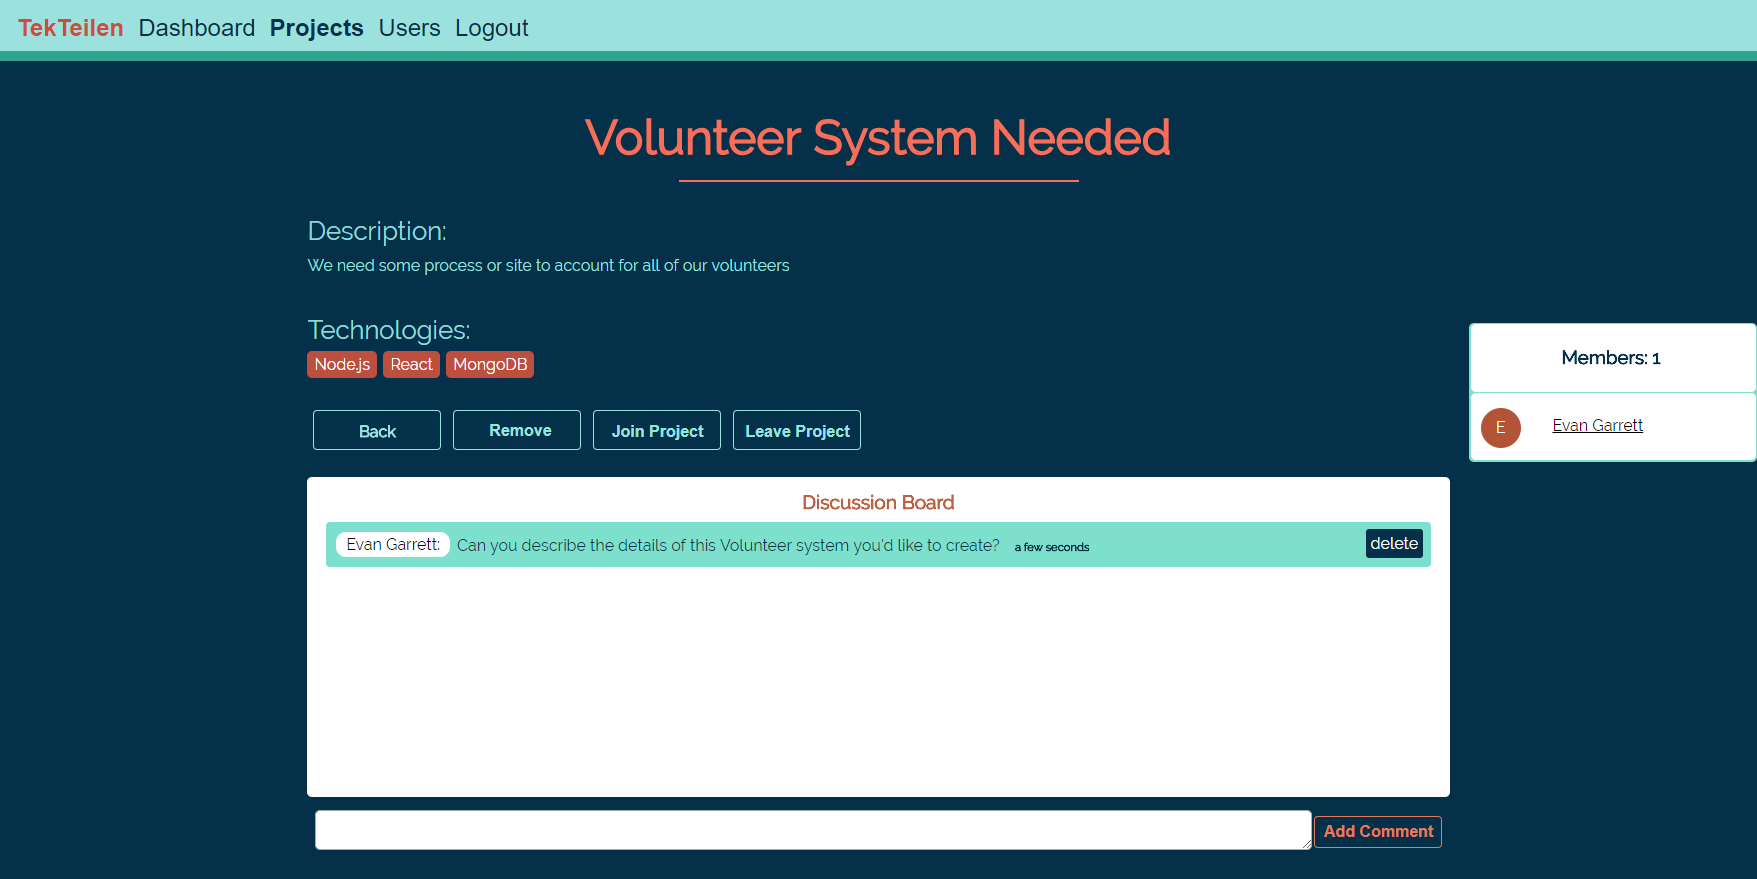 TekTeilen Dashboard Projects Users Logout
Volunteer System Needed
Description:
We need some process or site to account for all of our volunteers
Technologies:
Node.js React MongoDB
Back Remove Join Project Leave Project
Members: 1
E Evan Garrett
Discussion Board
Evan Garrett: Can you describe the details of this Volunteer system you'd like to create? a few seconds delete
Add Comment